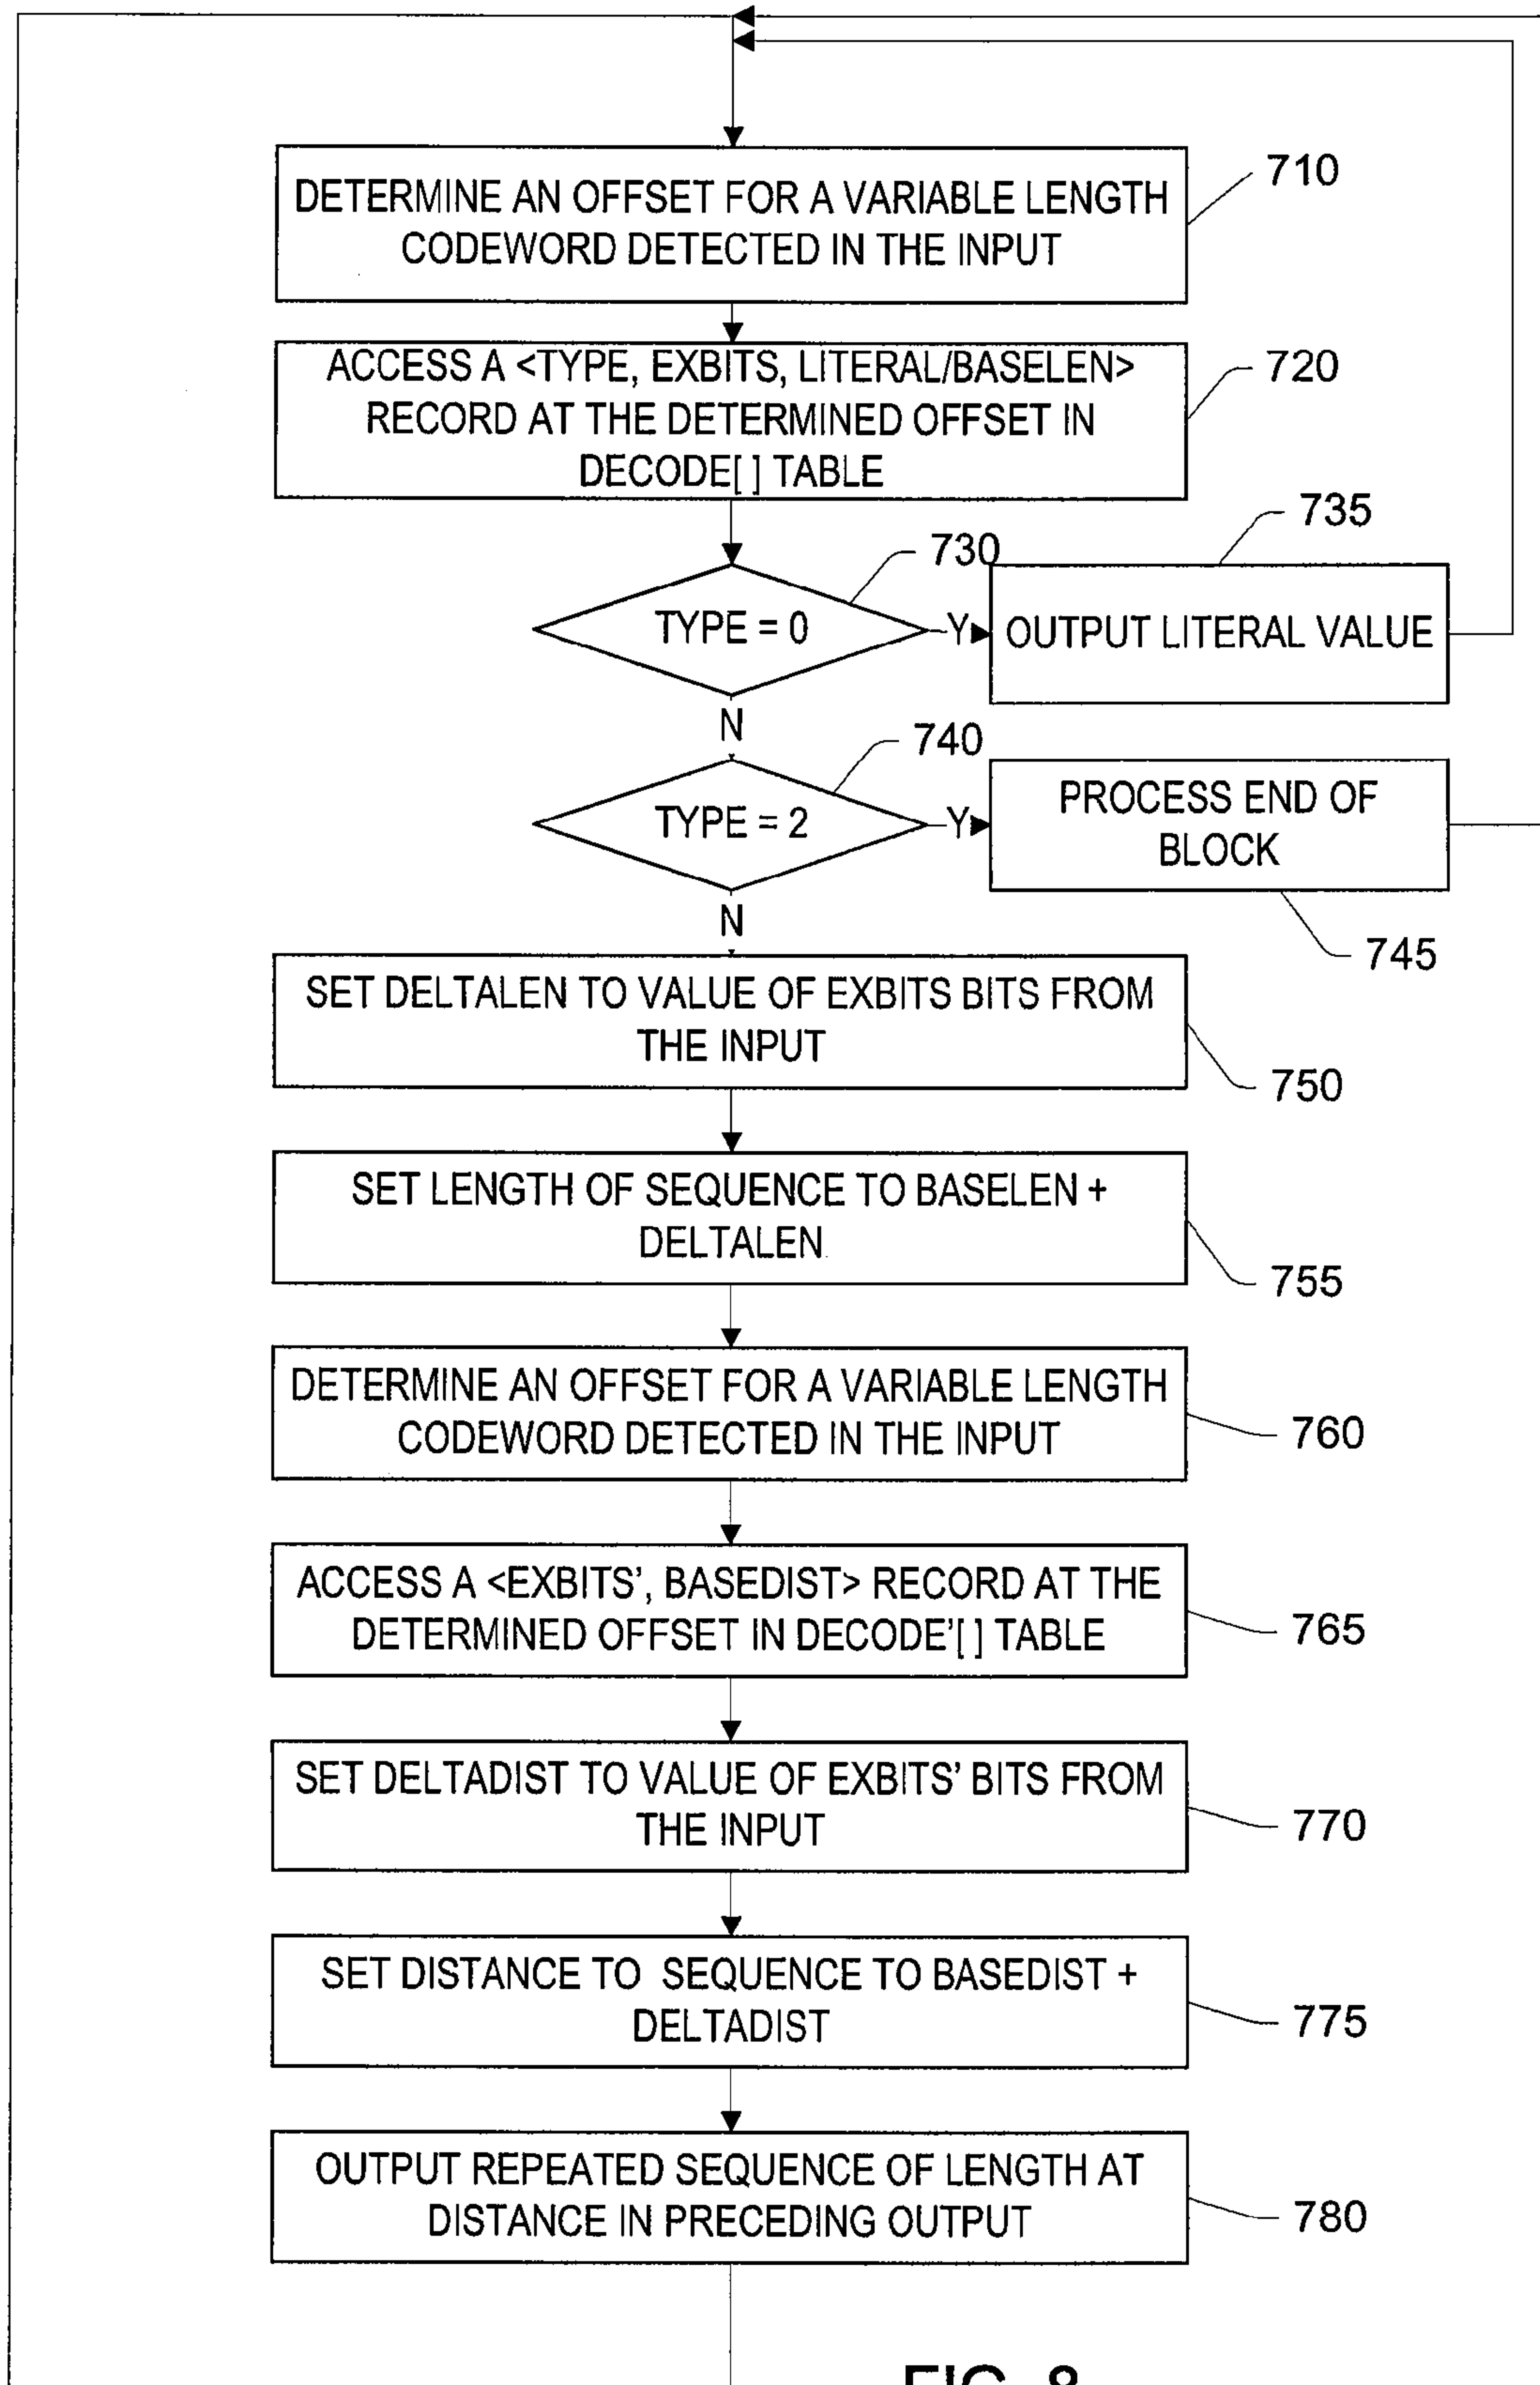 DETERMINE AN OFFSET FOR A VARIABLE LENGTH
CODEWORD DETECTED IN THE INPUT
710
ACCESS A <TYPE, EXBITS, LITERAL/BASELEN>
RECORD AT THE DETERMINED OFFSET IN
DECODE[ ] TABLE
720
735
730
TYPE = 0
Y
OUTPUT LITERAL VALUE
N
740
TYPE = 2
Y
PROCESS END OF
BLOCK
N
745
SET DELTALEN TO VALUE OF EXBITS BITS FROM
THE INPUT
750
SET LENGTH OF SEQUENCE TO BASELEN +
DELTALEN
755
DETERMINE AN OFFSET FOR A VARIABLE LENGTH
CODEWORD DETECTED IN THE INPUT
760
ACCESS A <EXBITS’, BASEDIST> RECORD AT THE
DETERMINED OFFSET IN DECODE’[ ] TABLE
765
SET DELTADIST TO VALUE OF EXBITS’ BITS FROM
THE INPUT
770
SET DISTANCE TO SEQUENCE TO BASEDIST +
DELTADIST
775
OUTPUT REPEATED SEQUENCE OF LENGTH AT
DISTANCE IN PRECEDING OUTPUT
780
FIG. 8